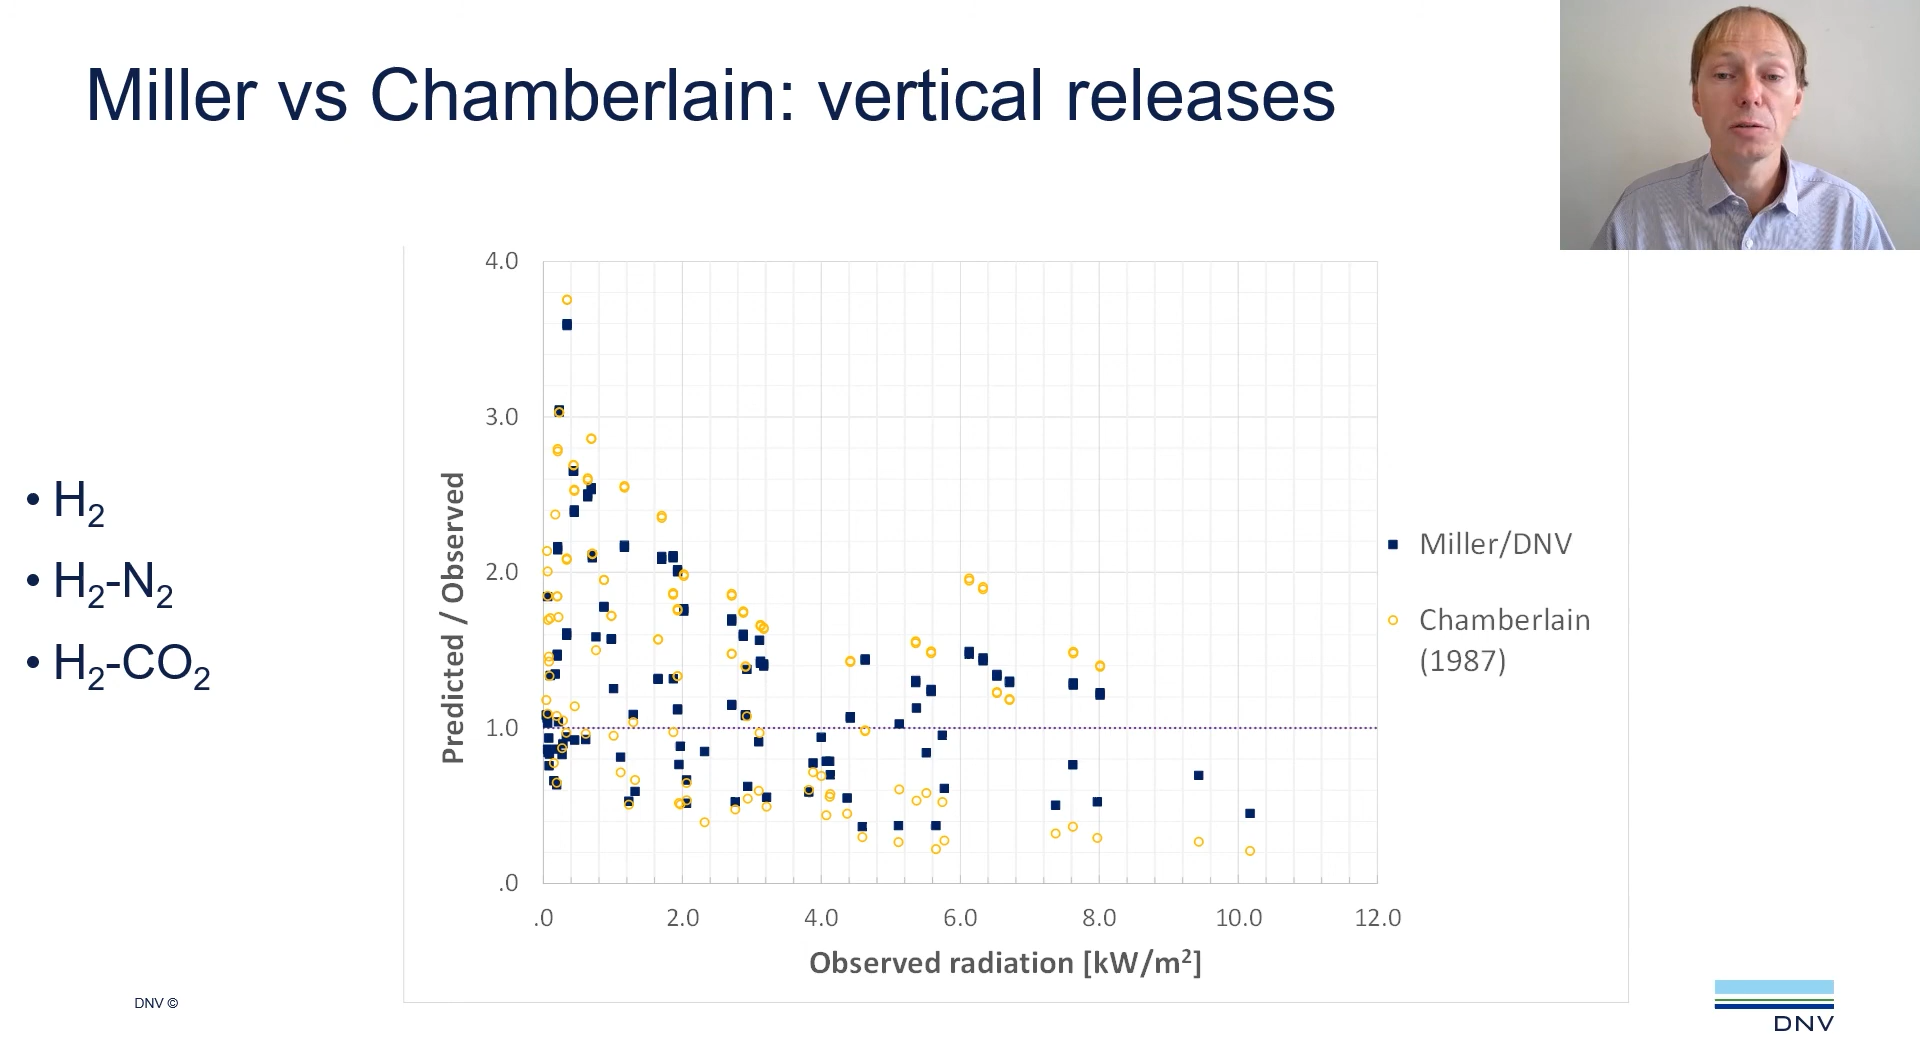 Miller vs Chamberlain: vertical releases
• H₂
• H₂-N₂
• H₂-CO₂
4.0
3.0
2.0
1.0
.0
Predicted / Observed
.0 2.0 4.0 6.0 8.0 10.0 12.0
Observed radiation [kW/m²]
Miller/DNV
Chamberlain
(1987)
DNV ©
DNV